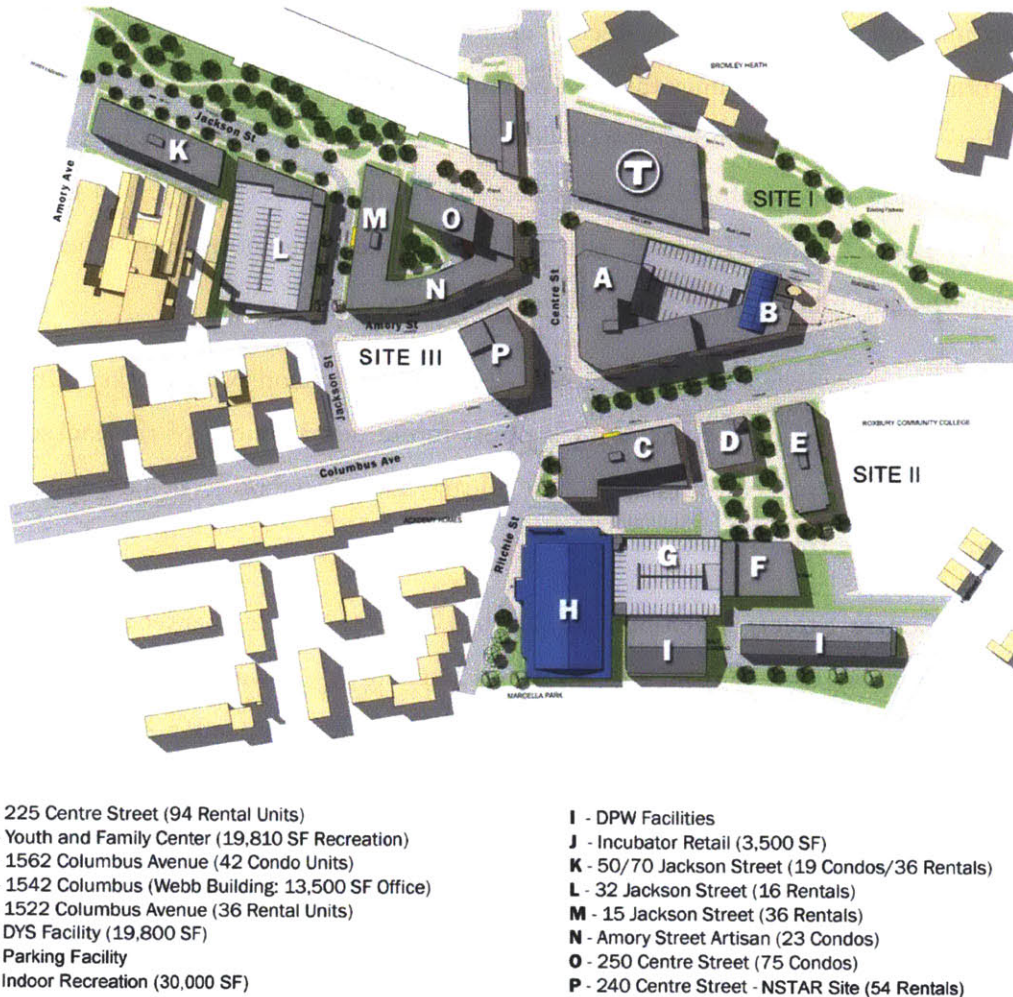 BROMLEY HEATH
Jackson St
J
K
T
Amory Ave
SITE I
M
O
L
A
Centre St
N
B
Amory St
SITE III
P
Jackson St
ROXBURY COMMUNITY COLLEGE
C
D
E
SITE II
Columbus Ave
ACADEMY HOMES
Ritchie St
G
F
H
I
I
MARCELLA PARK
225 Centre Street (94 Rental Units)
Youth and Family Center (19,810 SF Recreation)
1562 Columbus Avenue (42 Condo Units)
1542 Columbus (Webb Building: 13,500 SF Office)
1522 Columbus Avenue (36 Rental Units)
DYS Facility (19,800 SF)
Parking Facility
Indoor Recreation (30,000 SF)
I - DPW Facilities
J - Incubator Retail (3,500 SF)
K - 50/70 Jackson Street (19 Condos/36 Rentals)
L - 32 Jackson Street (16 Rentals)
M - 15 Jackson Street (36 Rentals)
N - Amory Street Artisan (23 Condos)
O - 250 Centre Street (75 Condos)
P - 240 Centre Street - NSTAR Site (54 Rentals)